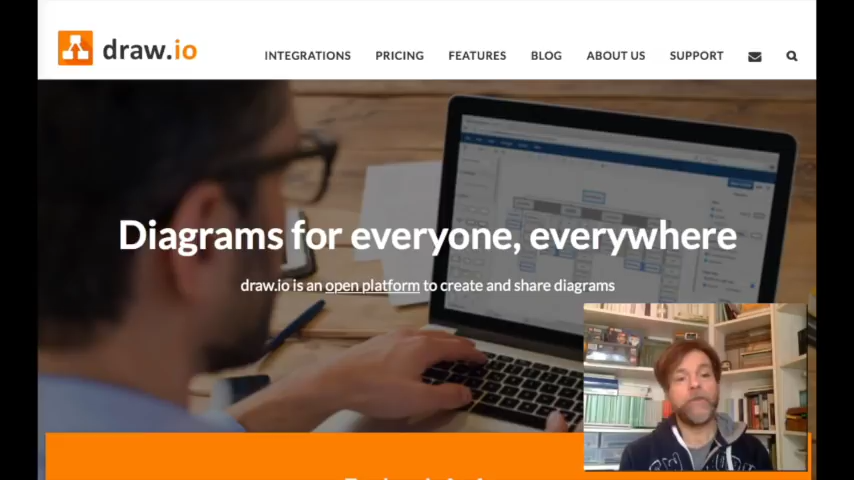 draw.io
INTEGRATIONS PRICING FEATURES BLOG ABOUT US SUPPORT
Diagrams for everyone, everywhere
draw.io is an open platform to create and share diagrams